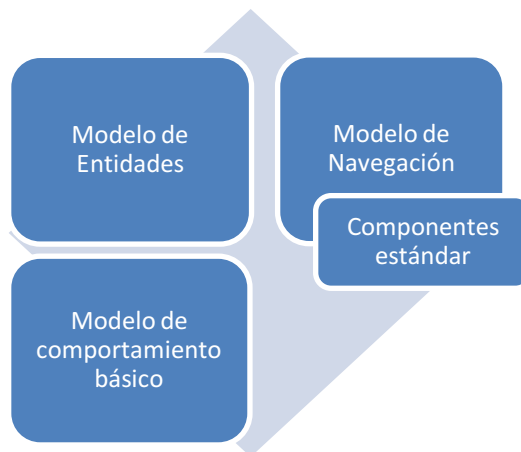 Modelo de
Entidades
Modelo de
Navegación
Componentes
estándar
Modelo de
comportamiento
básico